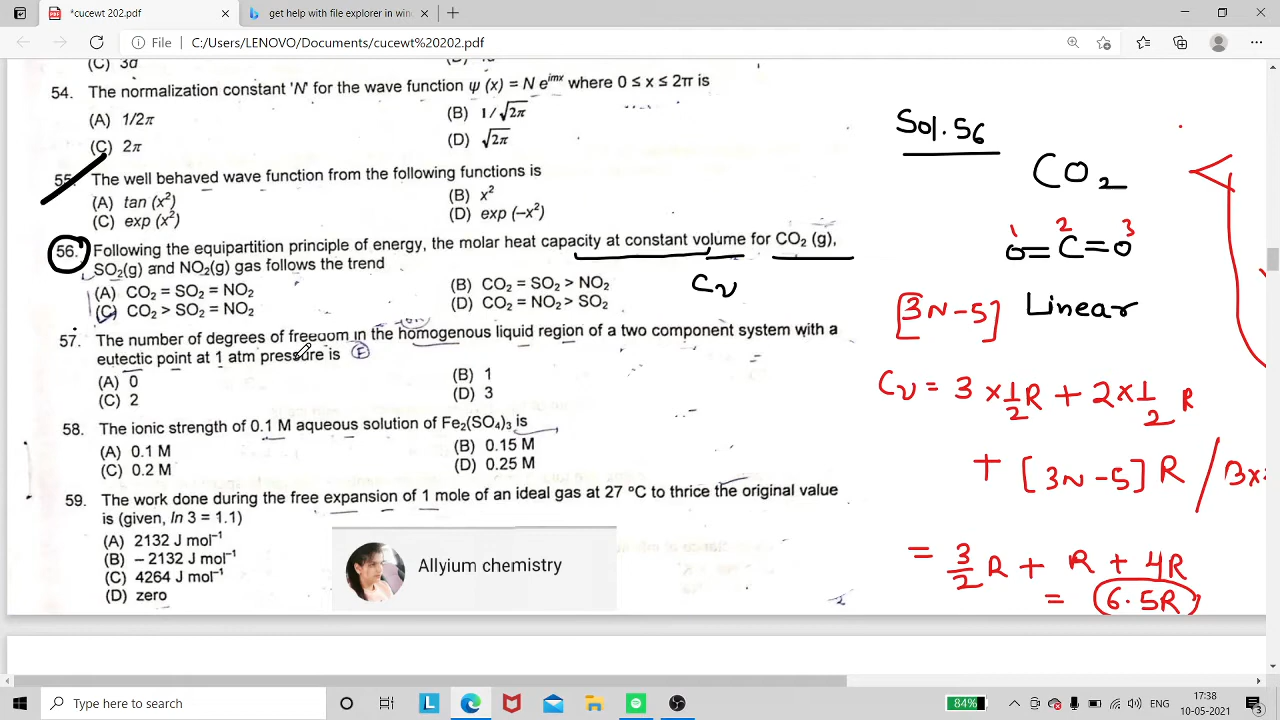 *cucewt 202.pdf
get help with file explorer in win
File
C:/Users/LENOVO/Documents/cucewt%20202.pdf
(C) 3a
54. The normalization constant 'N' for the wave function ψ (x) = N e^imx where 0 ≤ x ≤ 2π is
(A) 1/2π
(B) 1/√2π
(C) 2π
(D) √2π
55. The well behaved wave function from the following functions is
(A) tan (x²)
(B) x²
(C) exp (x²)
(D) exp (−x²)
56. Following the equipartition principle of energy, the molar heat capacity at constant volume for CO₂ (g),
SO₂(g) and NO₂(g) gas follows the trend
(A) CO₂ = SO₂ = NO₂
(B) CO₂ = SO₂ > NO₂
(C) CO₂ > SO₂ = NO₂
(D) CO₂ = NO₂ > SO₂
Cv
57. The number of degrees of freedom in the homogenous liquid region of a two component system with a
eutectic point at 1 atm pressure is
(F)
(A) 0
(B) 1
(C) 2
(D) 3
58. The ionic strength of 0.1 M aqueous solution of Fe₂(SO₄)₃ is
(A) 0.1 M
(B) 0.15 M
(C) 0.2 M
(D) 0.25 M
59. The work done during the free expansion of 1 mole of an ideal gas at 27 °C to thrice the original value
is (given, ln 3 = 1.1)
(A) 2132 J mol⁻¹
(B) − 2132 J mol⁻¹
(C) 4264 J mol⁻¹
(D) zero
Allyium chemistry
Sol. 56
CO₂
1 2 3
O=C=O
[3N-5] Linear
Cv = 3 × 1/2 R + 2 × 1/2 R
+ [3N-5] R / 3x
= 3/2 R + R + 4R
= 6.5R
Type here to search
84%
ENG
17:38
10-05-2021
3